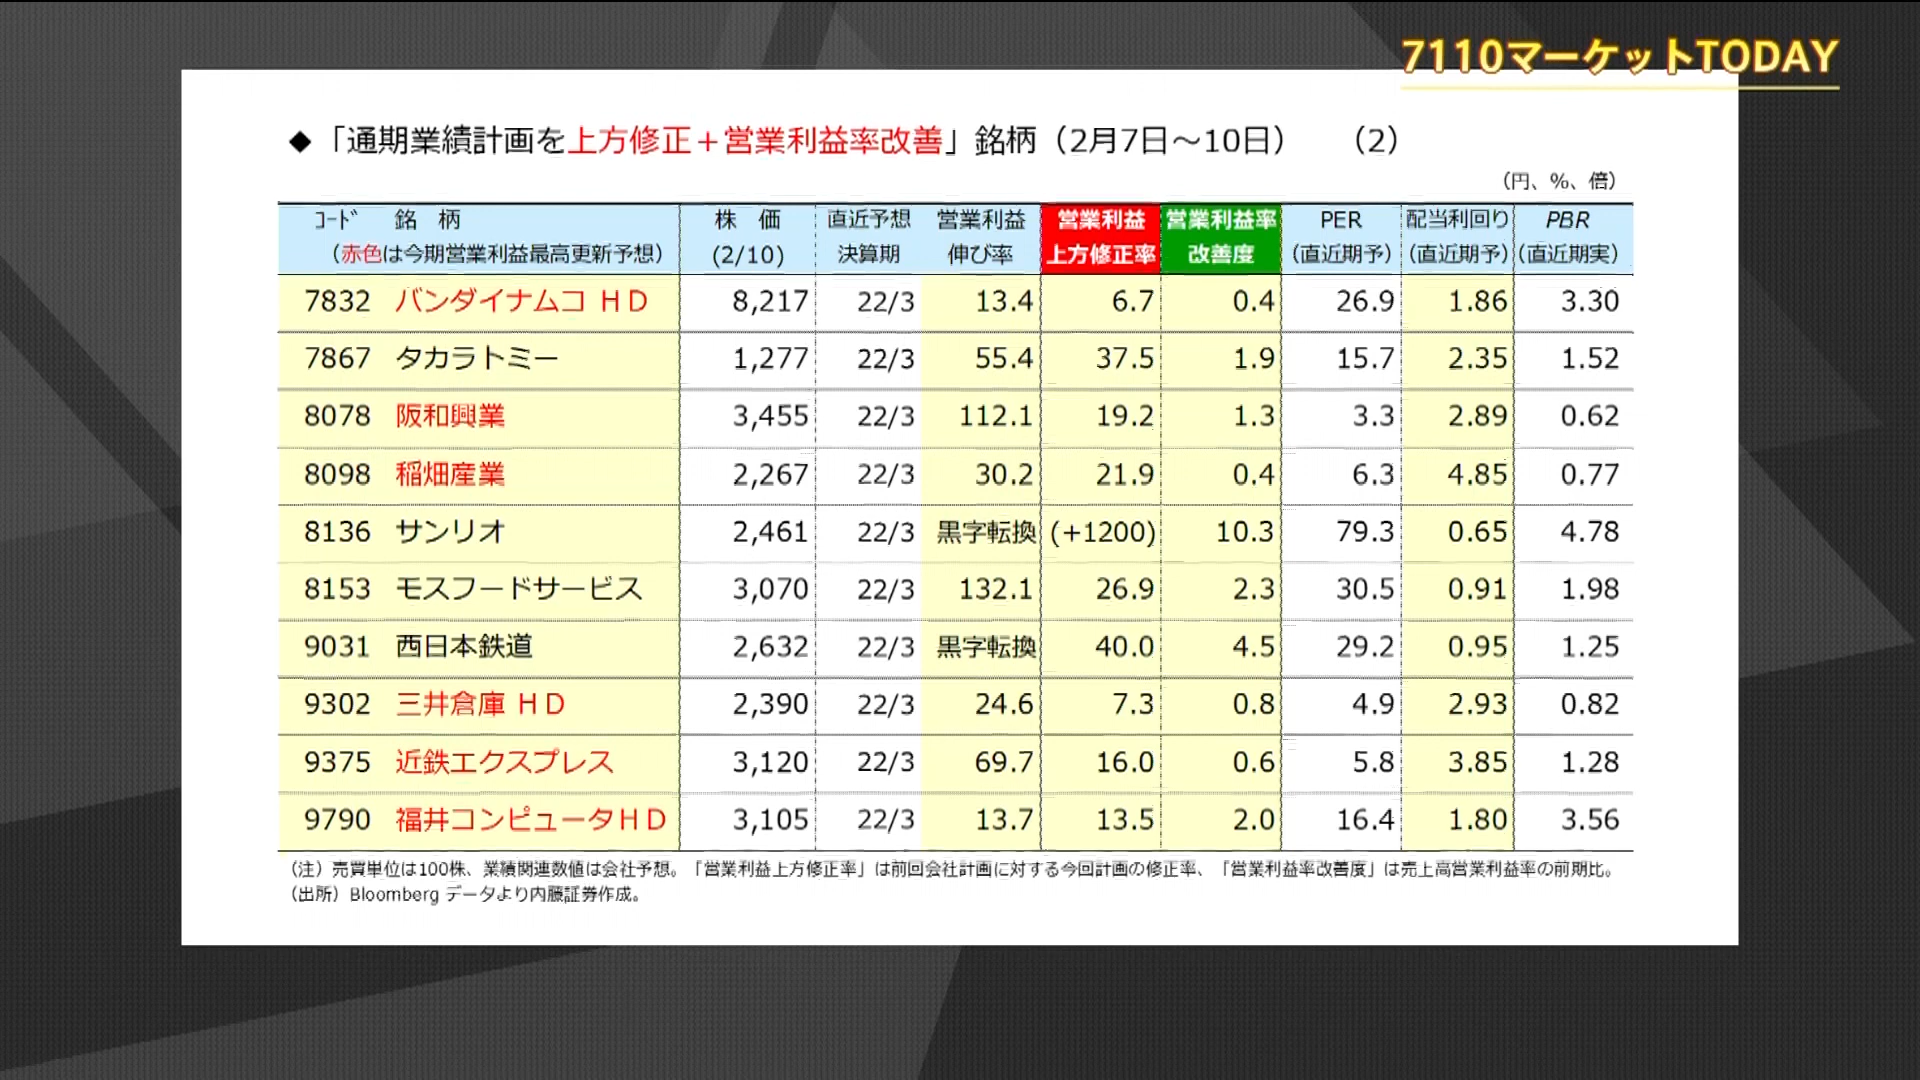 7110マーケットTODAY
◆「通期業績計画を上方修正＋営業利益率改善」銘柄（2月7日～10日）　（2）
（円、%、倍）
ｺｰﾄﾞ 銘 柄 株 価 直近予想 営業利益 営業利益 営業利益率 PER 配当利回り PBR
（赤色は今期営業利益最高更新予想） (2/10) 決算期 伸び率 上方修正率 改善度 (直近期予) (直近期予) (直近期実)
7832 バンダイナムコ ＨＤ 8,217 22/3 13.4 6.7 0.4 26.9 1.86 3.30
7867 タカラトミー 1,277 22/3 55.4 37.5 1.9 15.7 2.35 1.52
8078 阪和興業 3,455 22/3 112.1 19.2 1.3 3.3 2.89 0.62
8098 稲畑産業 2,267 22/3 30.2 21.9 0.4 6.3 4.85 0.77
8136 サンリオ 2,461 22/3 黒字転換 (+1200) 10.3 79.3 0.65 4.78
8153 モスフードサービス 3,070 22/3 132.1 26.9 2.3 30.5 0.91 1.98
9031 西日本鉄道 2,632 22/3 黒字転換 40.0 4.5 29.2 0.95 1.25
9302 三井倉庫 ＨＤ 2,390 22/3 24.6 7.3 0.8 4.9 2.93 0.82
9375 近鉄エクスプレス 3,120 22/3 69.7 16.0 0.6 5.8 3.85 1.28
9790 福井コンピュータＨＤ 3,105 22/3 13.7 13.5 2.0 16.4 1.80 3.56
（注）売買単位は100株、業績関連数値は会社予想。「営業利益上方修正率」は前回会社計画に対する今回計画の修正率、「営業利益率改善度」は売上高営業利益率の前期比。
（出所）Bloomberg データより内藤証券作成。